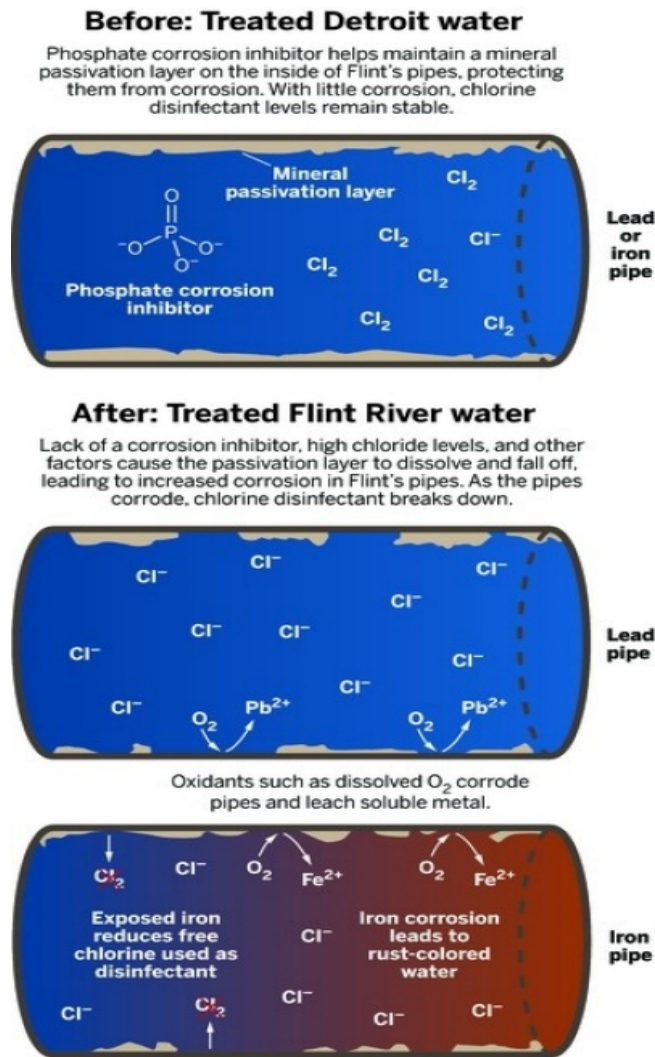 Before: Treated Detroit water
Phosphate corrosion inhibitor helps maintain a mineral
passivation layer on the inside of Flint's pipes, protecting
them from corrosion. With little corrosion, chlorine
disinfectant levels remain stable.
Mineral
passivation layer
Cl₂
O
P
⁻O
O⁻
O⁻
Cl₂
Cl⁻
Cl₂
Cl₂
Phosphate corrosion
inhibitor
Cl₂
Cl₂
Lead
or
iron
pipe
After: Treated Flint River water
Lack of a corrosion inhibitor, high chloride levels, and other
factors cause the passivation layer to dissolve and fall off,
leading to increased corrosion in Flint's pipes. As the pipes
corrode, chlorine disinfectant breaks down.
Cl⁻
Cl⁻
Cl⁻
Cl⁻
Cl⁻
Cl⁻
Cl⁻
Cl⁻
Cl⁻
Cl⁻
O₂
Pb²⁺
O₂
Pb²⁺
Lead
pipe
Oxidants such as dissolved O₂ corrode
pipes and leach soluble metal.
Cl₂
Cl⁻
O₂
Fe²⁺
O₂
Fe²⁺
Exposed iron
reduces free
chlorine used as
disinfectant
Cl⁻
Iron corrosion
leads to
rust-colored
water
Cl⁻
Cl₂
Cl⁻
Cl⁻
Cl⁻
Iron
pipe